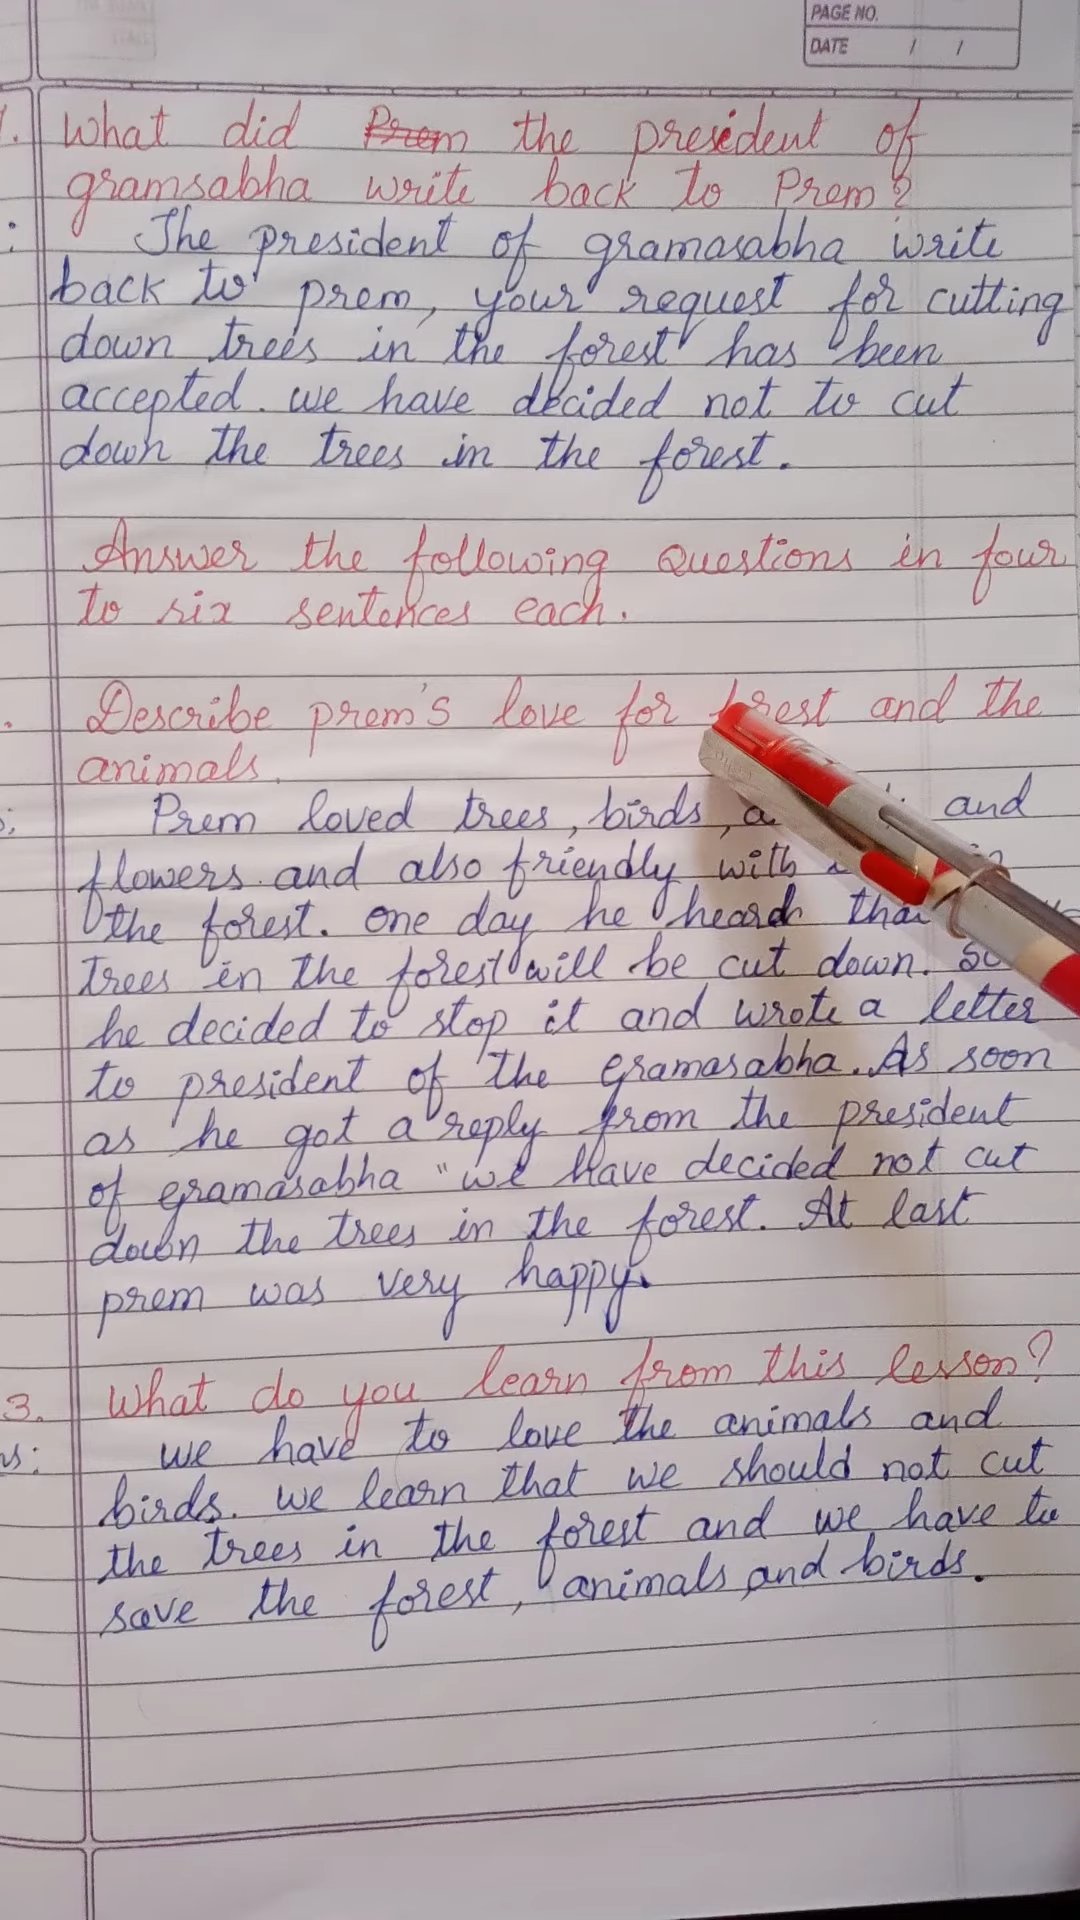 PAGE NO.
DATE / /
1. What did Prem the president of
gramsabha write back to Prem?
: The president of gramasabha write
back to prem, your request for cutting
down trees in the forest has been
accepted. we have decided not to cut
down the trees in the forest.
Answer the following Questions in four
to six sentences each.
. Describe prem's love for forest and the
animals.
s: Prem loved trees, birds, and
flowers. and also friendly with
the forest. one day he heard
trees in the forest will be cut down. So
he decided to stop it and wrote a letter
to president of the gramasabha. As soon
as he got a reply from the president
of gramasabha "we have decided not cut
down the trees in the forest. At last
prem was very happy.
3. What do you learn from this lesson?
ns: we have to love the animals and
birds. we learn that we should not cut
the trees in the forest and we have to
save the forest, animals, and birds.